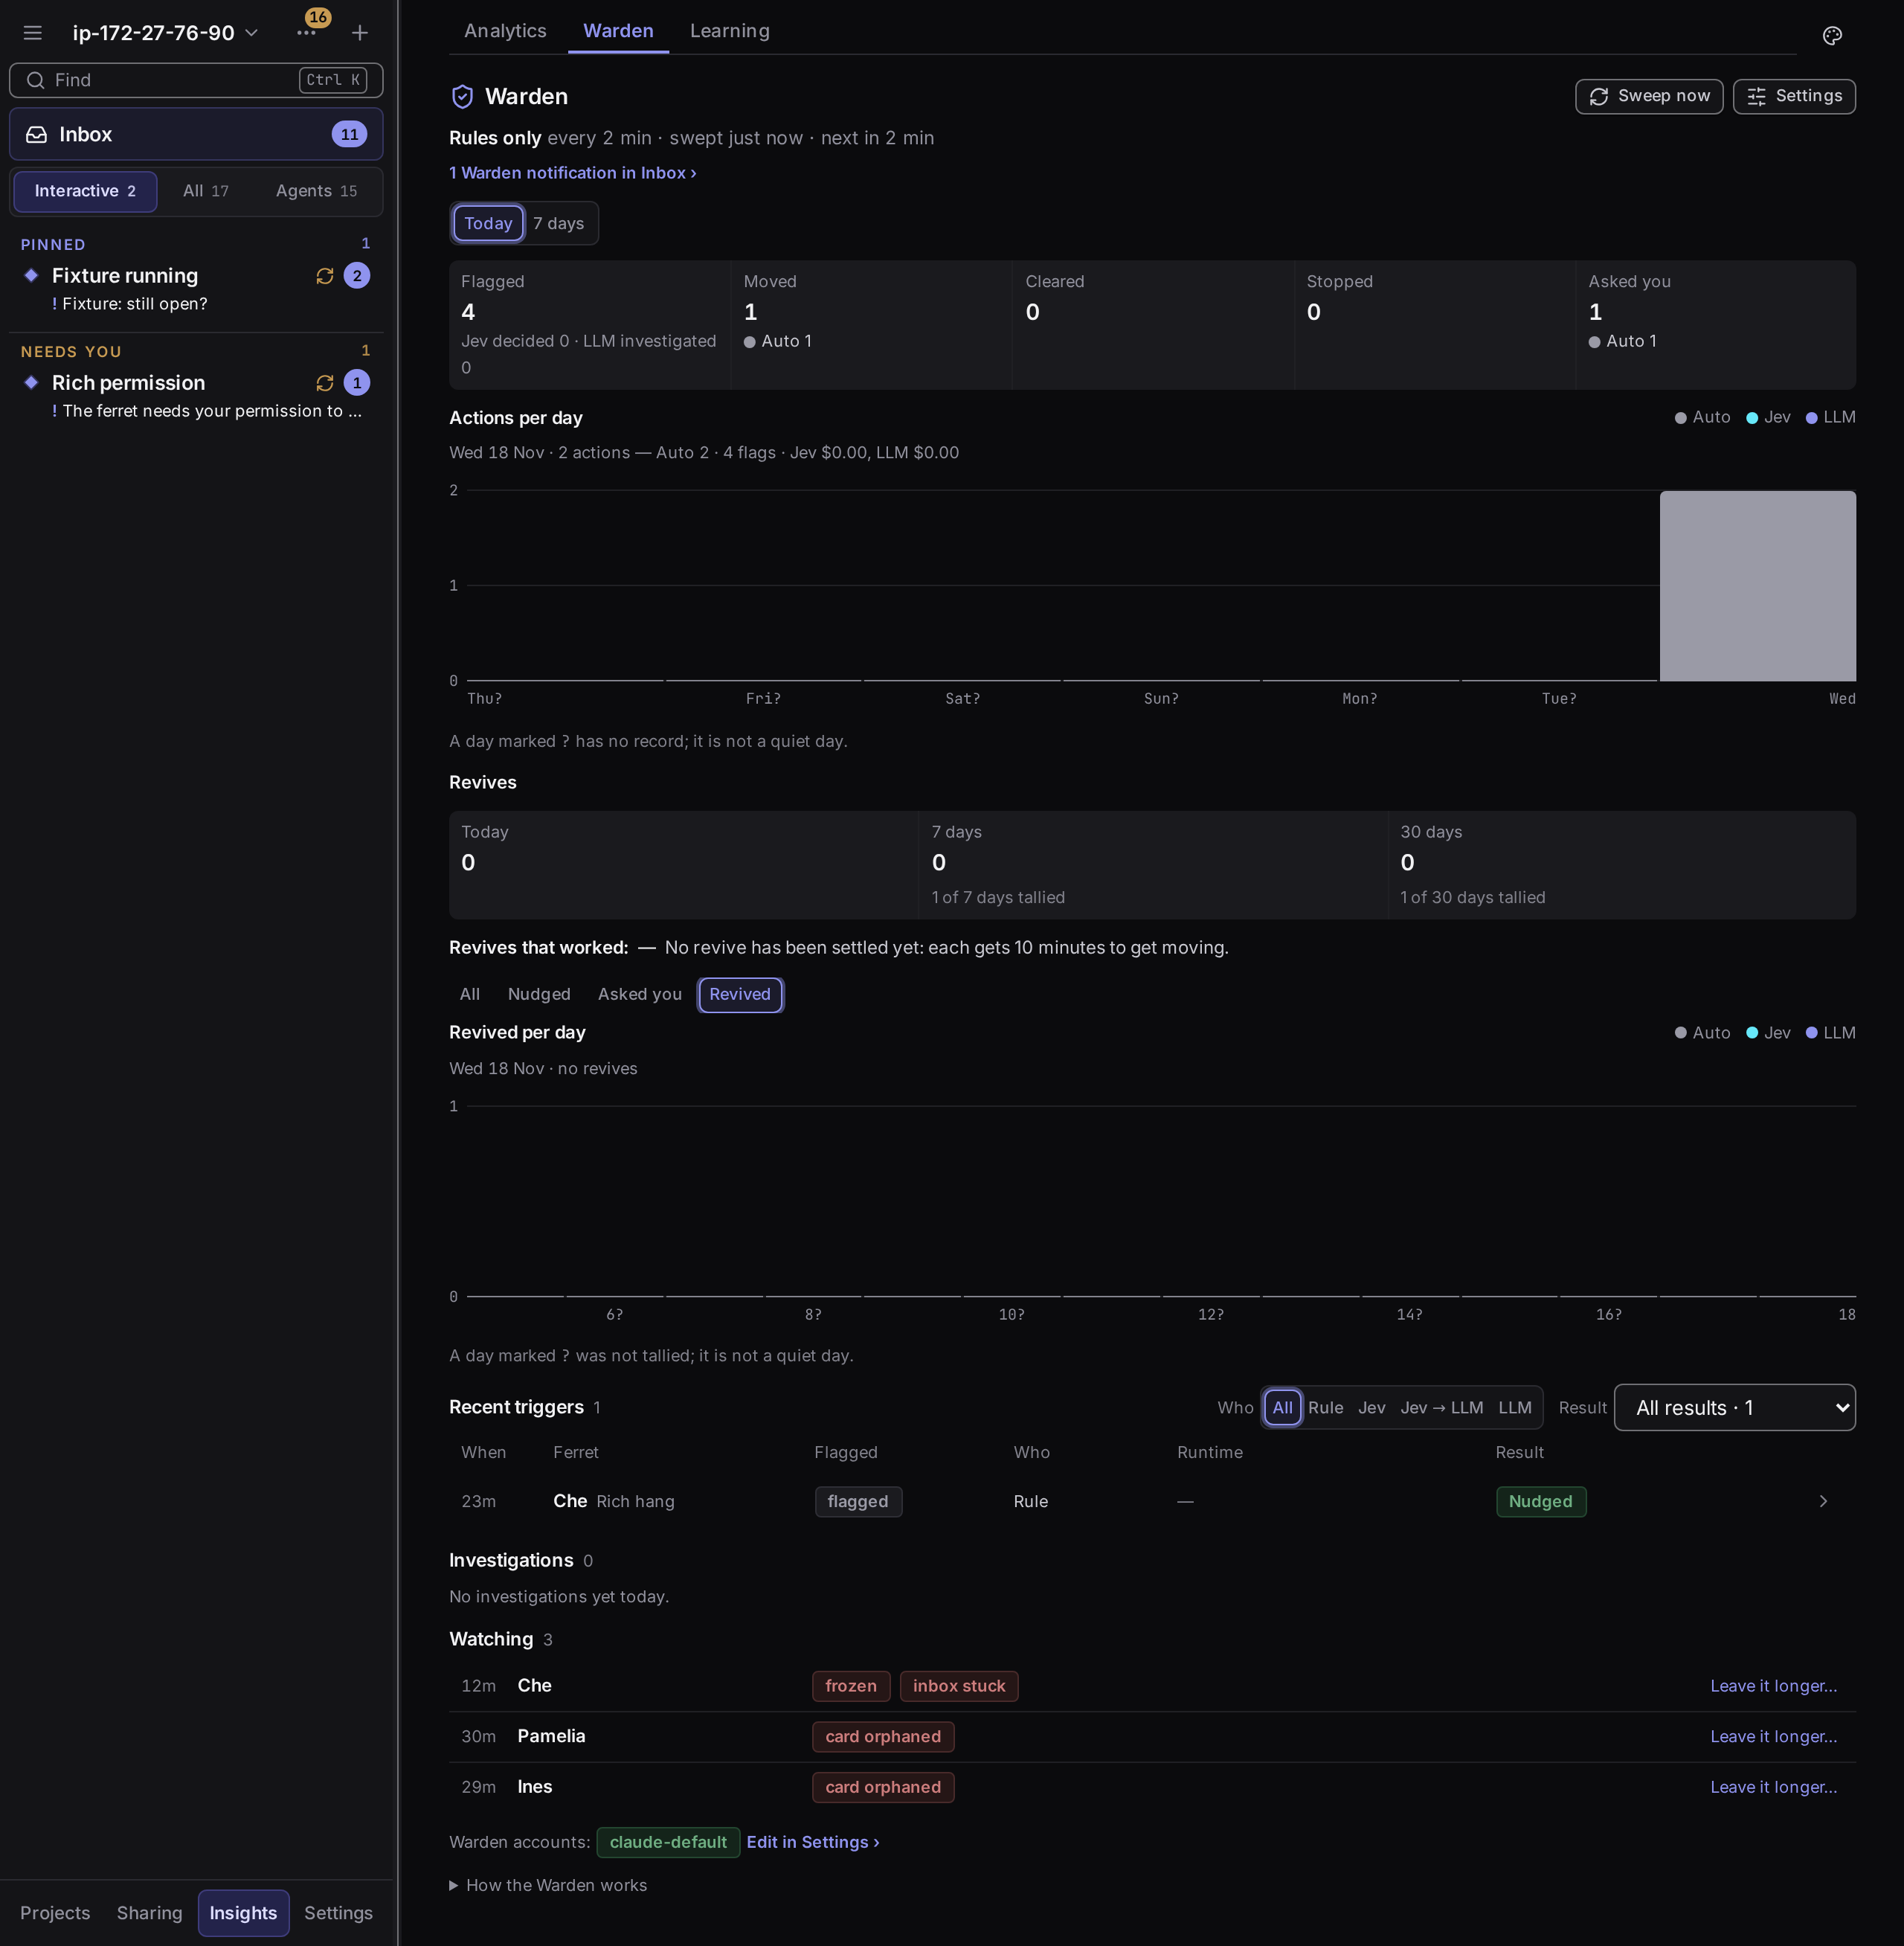 ip-172-27-76-90
16
Find
Ctrl K
Inbox
11
Interactive 2
All 17
Agents 15
PINNED
1
Fixture running
2
! Fixture: still open?
NEEDS YOU
1
Rich permission
1
! The ferret needs your permission to ...
Projects
Sharing
Insights
Settings
Analytics
Warden
Learning
Warden
Sweep now
Settings
Rules only every 2 min · swept just now · next in 2 min
1 Warden notification in Inbox ›
Today
7 days
Flagged
4
Jev decided 0 · LLM investigated
0
Moved
1
Auto 1
Cleared
0
Stopped
0
Asked you
1
Auto 1
Actions per day
Auto
Jev
LLM
Wed 18 Nov · 2 actions — Auto 2 · 4 flags · Jev $0.00, LLM $0.00
2
1
0
Thu? Fri? Sat? Sun? Mon? Tue? Wed
A day marked ? has no record; it is not a quiet day.
Revives
Today
0
7 days
0
1 of 7 days tallied
30 days
0
1 of 30 days tallied
Revives that worked: — No revive has been settled yet: each gets 10 minutes to get moving.
All
Nudged
Asked you
Revived
Revived per day
Auto
Jev
LLM
Wed 18 Nov · no revives
1
0
6? 8? 10? 12? 14? 16? 18
A day marked ? was not tallied; it is not a quiet day.
Recent triggers 1
Who
All
Rule
Jev
Jev → LLM
LLM
Result
All results · 1
When Ferret Flagged Who Runtime Result
23m Che Rich hang flagged Rule — Nudged
Investigations 0
No investigations yet today.
Watching 3
12m Che frozen inbox stuck Leave it longer...
30m Pamelia card orphaned Leave it longer...
29m Ines card orphaned Leave it longer...
Warden accounts: claude-default Edit in Settings ›
How the Warden works